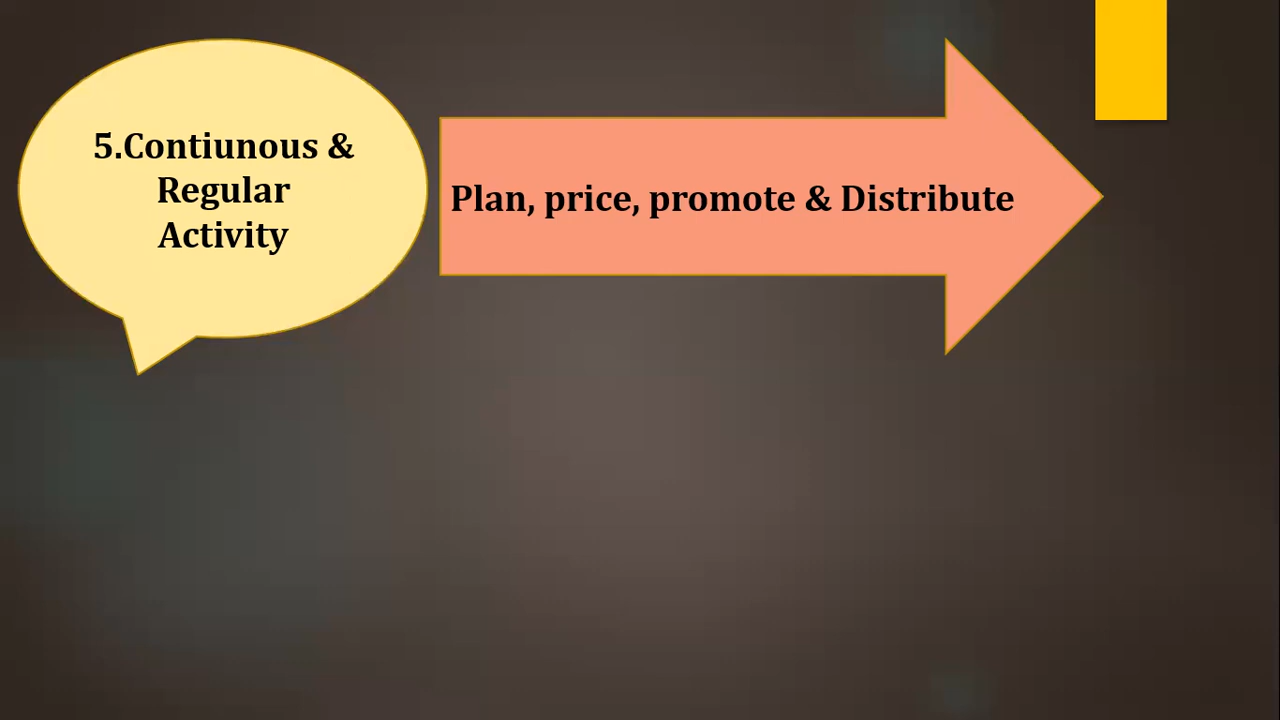 5.Contiunous &
Regular
Activity
Plan, price, promote & Distribute